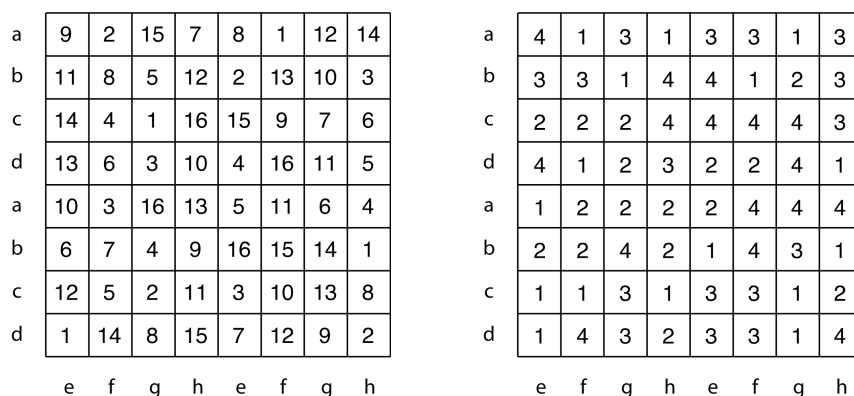 a 9 2 15 7 8 1 12 14 a 4 1 3 1 3 3 1 3
b 11 8 5 12 2 13 10 3 b 3 3 1 4 4 1 2 3
c 14 4 1 16 15 9 7 6 c 2 2 2 4 4 4 4 3
d 13 6 3 10 4 16 11 5 d 4 1 2 3 2 2 4 1
a 10 3 16 13 5 11 6 4 a 1 2 2 2 2 4 4 4
b 6 7 4 9 16 15 14 1 b 2 2 4 2 1 4 3 1
c 12 5 2 11 3 10 13 8 c 1 1 3 1 3 3 1 2
d 1 14 8 15 7 12 9 2 d 1 4 3 2 3 3 1 4
e f g h e f g h e f g h e f g h